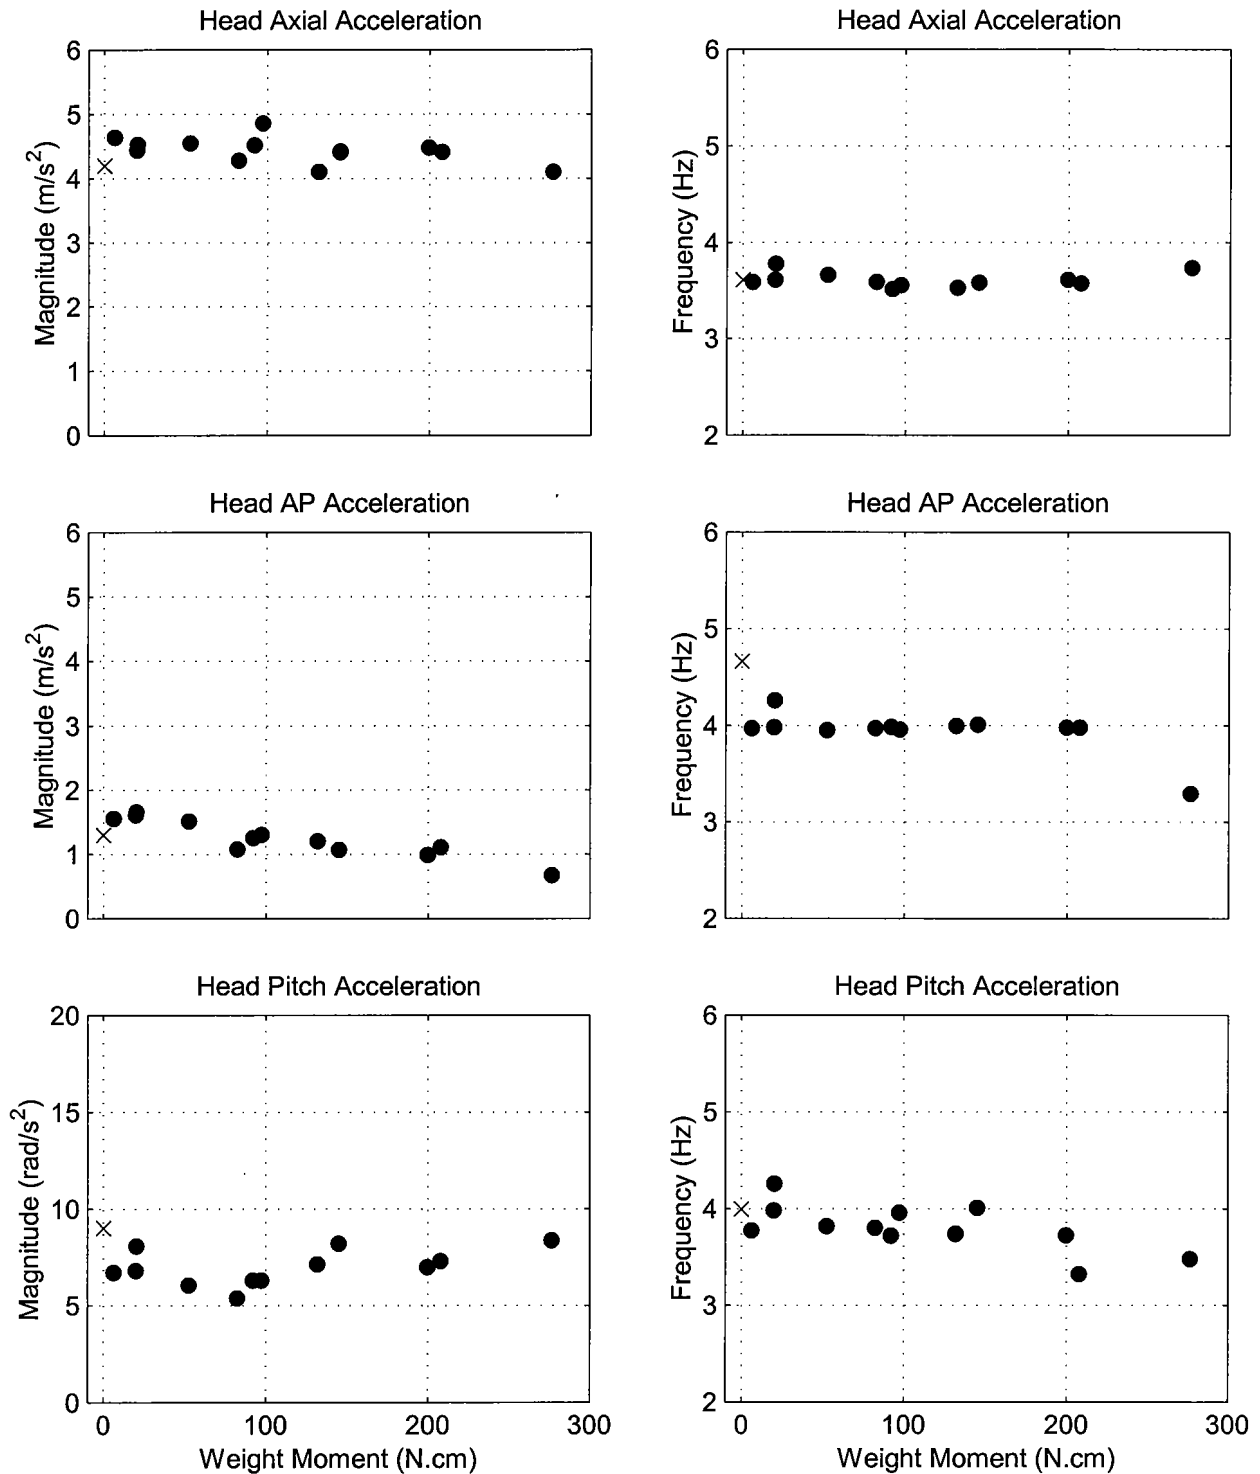 Head Axial Acceleration
Magnitude (m/s²)
6
5
4
3
2
1
0
Head Axial Acceleration
Frequency (Hz)
6
5
4
3
2
Head AP Acceleration
Magnitude (m/s²)
6
5
4
3
2
1
0
Head AP Acceleration
Frequency (Hz)
6
5
4
3
2
Head Pitch Acceleration
Magnitude (rad/s²)
20
15
10
5
0
0 100 200 300
Weight Moment (N.cm)
Head Pitch Acceleration
Frequency (Hz)
6
5
4
3
2
0 100 200 300
Weight Moment (N.cm)